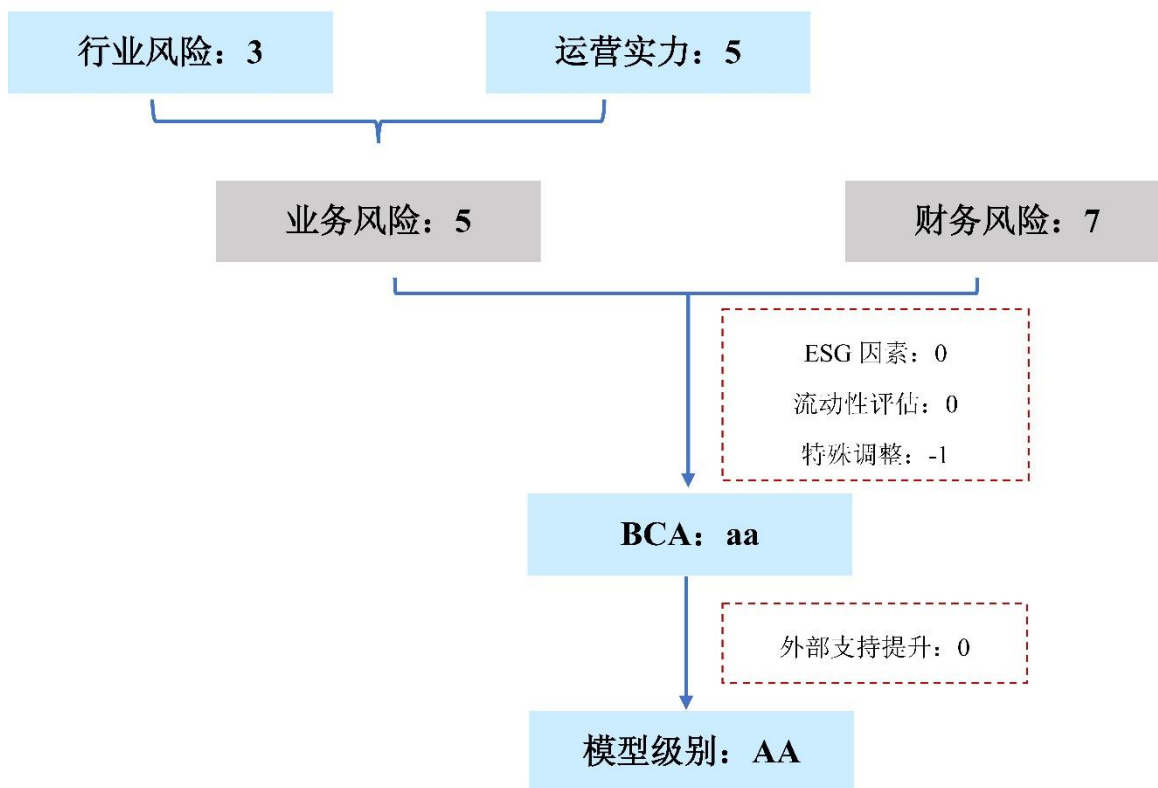 行业风险：3
运营实力：5
业务风险：5
财务风险：7
ESG 因素：0
流动性评估：0
特殊调整：-1
BCA：aa
外部支持提升：0
模型级别：AA